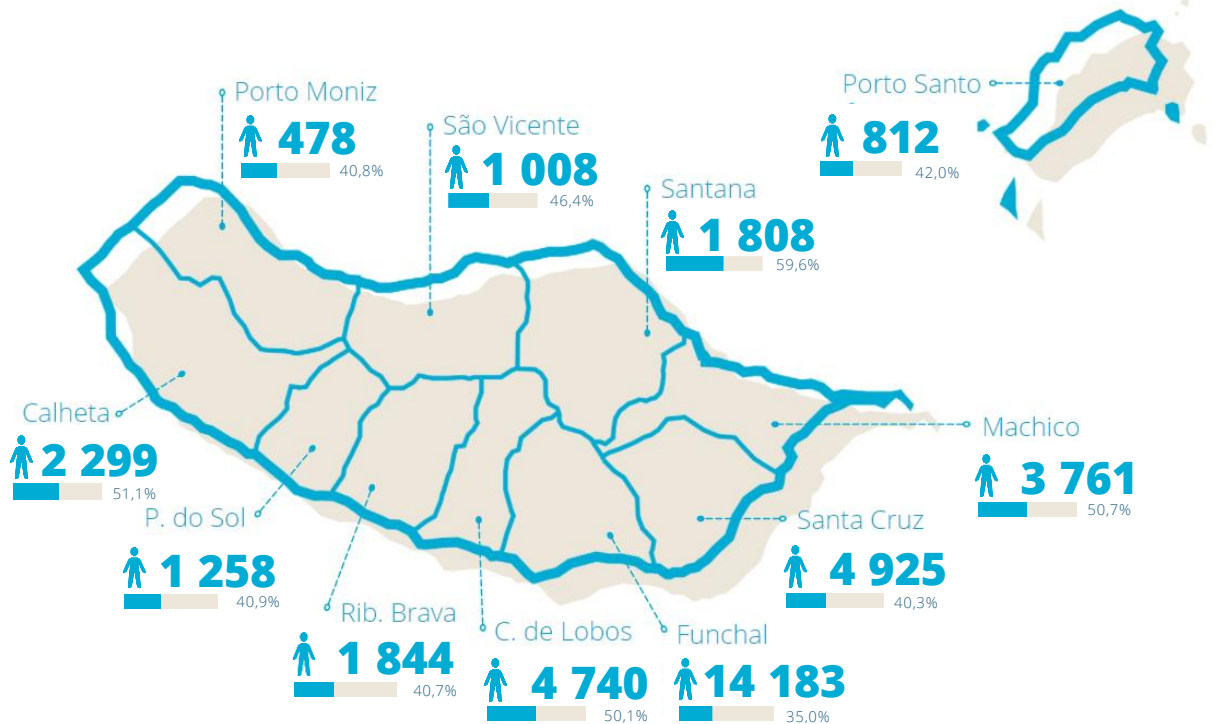 Porto Moniz
478
40,8%
São Vicente
1 008
46,4%
Santana
1 808
59,6%
Porto Santo
812
42,0%
Calheta
2 299
51,1%
P. do Sol
1 258
40,9%
Rib. Brava
1 844
40,7%
C. de Lobos
4 740
50,1%
Funchal
14 183
35,0%
Santa Cruz
4 925
40,3%
Machico
3 761
50,7%